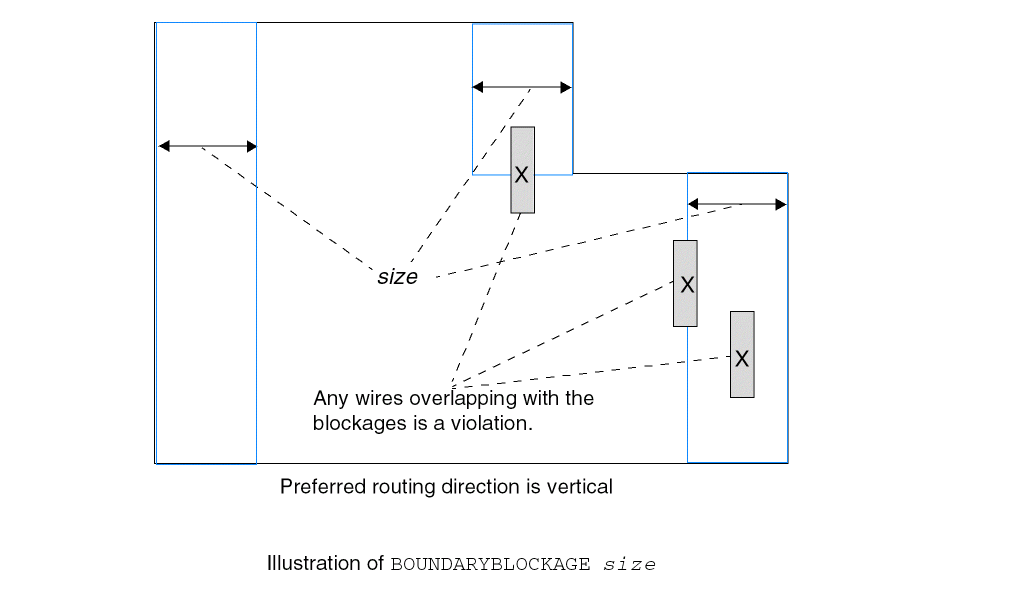 X
size
X
X
Any wires overlapping with the
blockages is a violation.
Preferred routing direction is vertical
Illustration of BOUNDARYBLOCKAGE size